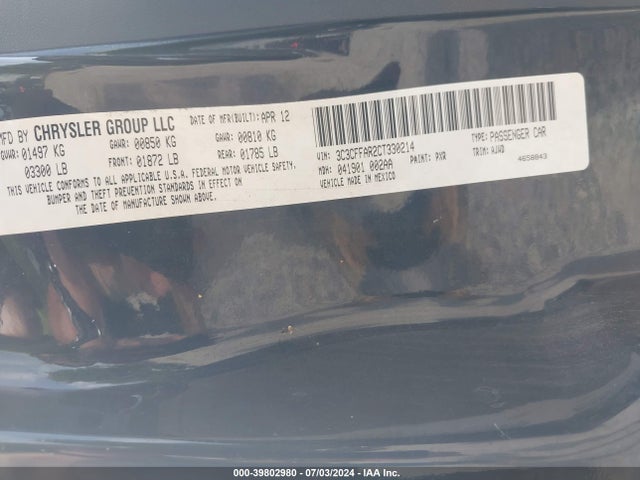 MFD BY CHRYSLER GROUP LLC
DATE OF MFR(BUILT): APR 12
GVWR: 01497 KG
GAWR: 00850 KG
GAWR: 00810 KG
03300 LB
FRONT: 01872 LB
REAR: 01785 LB
THIS VEHICLE CONFORMS TO ALL APPLICABLE U.S.A. FEDERAL MOTOR VEHICLE SAFETY,
BUMPER AND THEFT PREVENTION STANDARDS IN EFFECT ON
THE DATE OF MANUFACTURE SHOWN ABOVE.
VIN: 3C3CFFAR2CT330214
TYPE: PASSENGER CAR
MDH: 041901 002AA
PAINT: PXR
TRIM: AJWD
VEHICLE MADE IN MEXICO
4658843
000-39802980 - 07/03/2024 - IAA Inc.